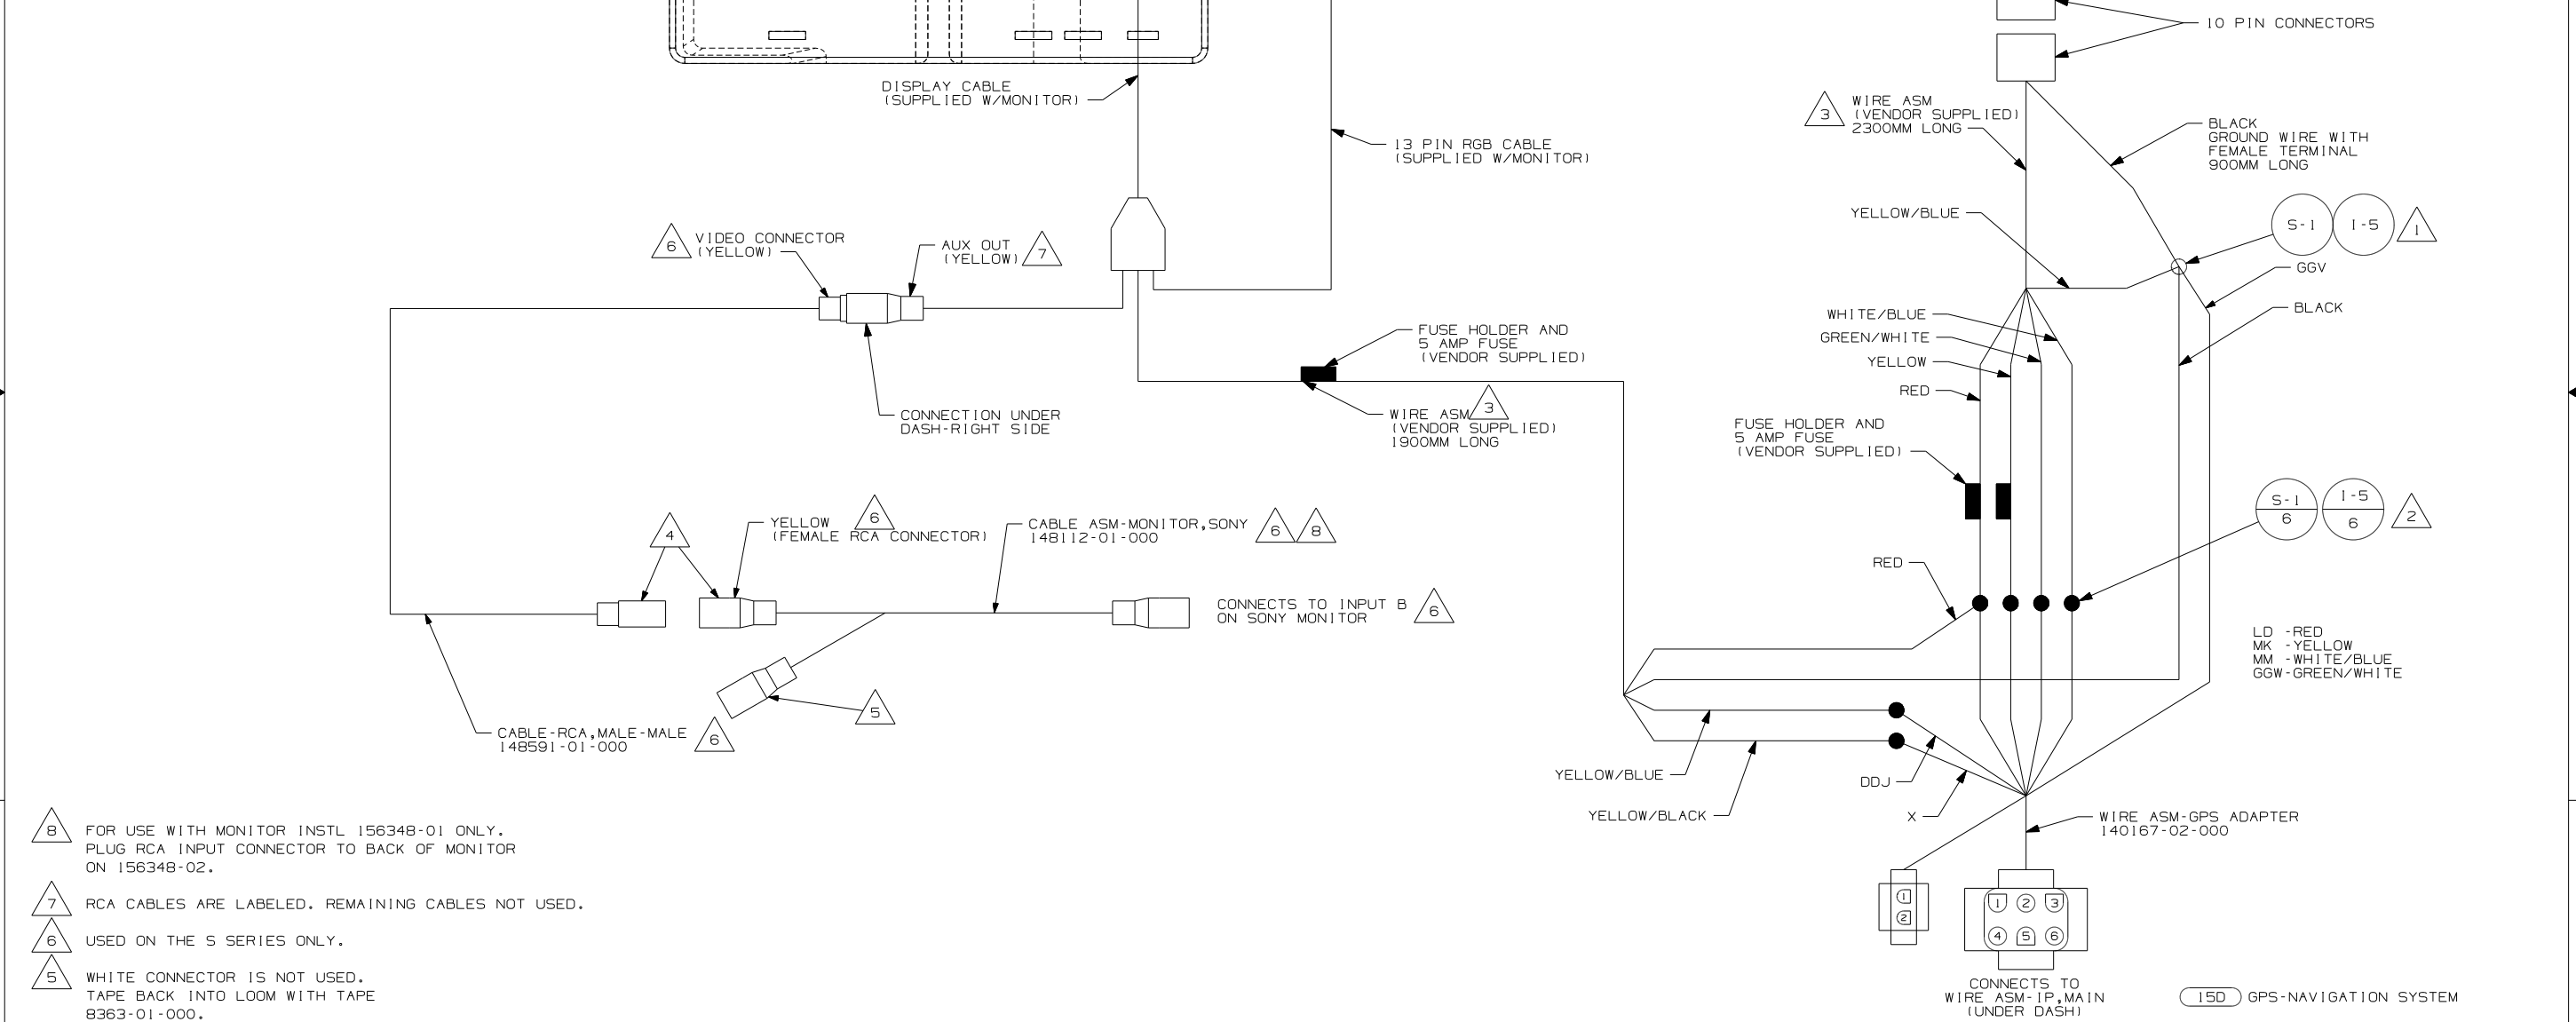 10 PIN CONNECTORS
DISPLAY CABLE
(SUPPLIED W/MONITOR)
3
WIRE ASM
(VENDOR SUPPLIED)
2300MM LONG
13 PIN RGB CABLE
(SUPPLIED W/MONITOR)
BLACK
GROUND WIRE WITH
FEMALE TERMINAL
900MM LONG
YELLOW/BLUE
S-1
I-5
1
6
VIDEO CONNECTOR
(YELLOW)
AUX OUT
(YELLOW)
7
GGV
BLACK
WHITE/BLUE
GREEN/WHITE
YELLOW
RED
FUSE HOLDER AND
5 AMP FUSE
(VENDOR SUPPLIED)
CONNECTION UNDER
DASH-RIGHT SIDE
WIRE ASM
3
(VENDOR SUPPLIED)
1900MM LONG
FUSE HOLDER AND
5 AMP FUSE
(VENDOR SUPPLIED)
S-1
6
I-5
6
2
4
YELLOW
6
(FEMALE RCA CONNECTOR)
CABLE ASM-MONITOR,SONY
148112-01-000
6
8
RED
CONNECTS TO INPUT B
ON SONY MONITOR
6
LD -RED
MK -YELLOW
MM -WHITE/BLUE
GGW-GREEN/WHITE
5
CABLE-RCA,MALE-MALE
148591-01-000
6
YELLOW/BLUE
DDJ
YELLOW/BLACK
X
WIRE ASM-GPS ADAPTER
140167-02-000
8
FOR USE WITH MONITOR INSTL 156348-01 ONLY.
PLUG RCA INPUT CONNECTOR TO BACK OF MONITOR
ON 156348-02.
7
RCA CABLES ARE LABELED. REMAINING CABLES NOT USED.
6
USED ON THE S SERIES ONLY.
5
WHITE CONNECTOR IS NOT USED.
TAPE BACK INTO LOOM WITH TAPE
8363-01-000.
1
2
1 2 3
4 5 6
CONNECTS TO
WIRE ASM-IP,MAIN
(UNDER DASH)
15D GPS-NAVIGATION SYSTEM